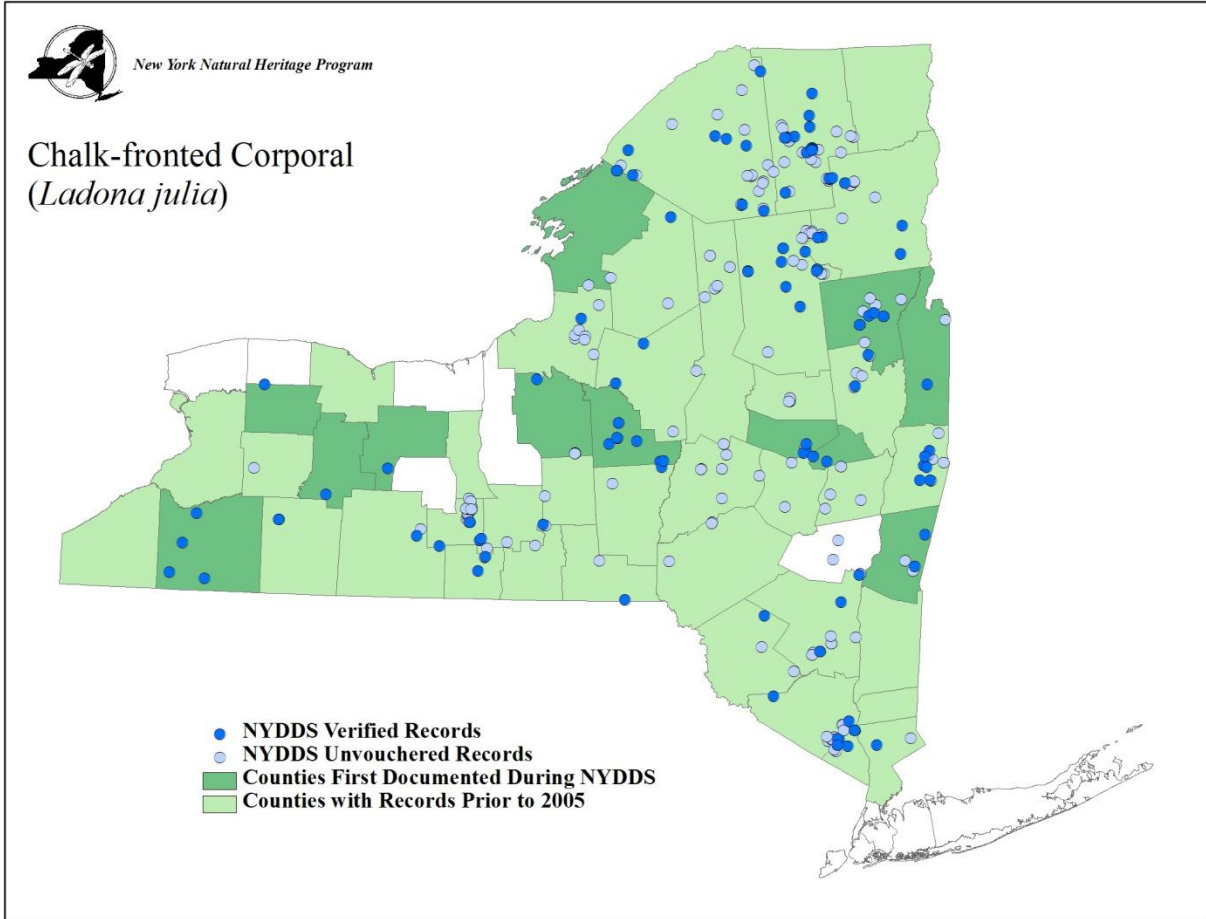 New York Natural Heritage Program
Chalk-fronted Corporal
(Ladona julia)
NYDDS Verified Records
NYDDS Unvouchered Records
Counties First Documented During NYDDS
Counties with Records Prior to 2005